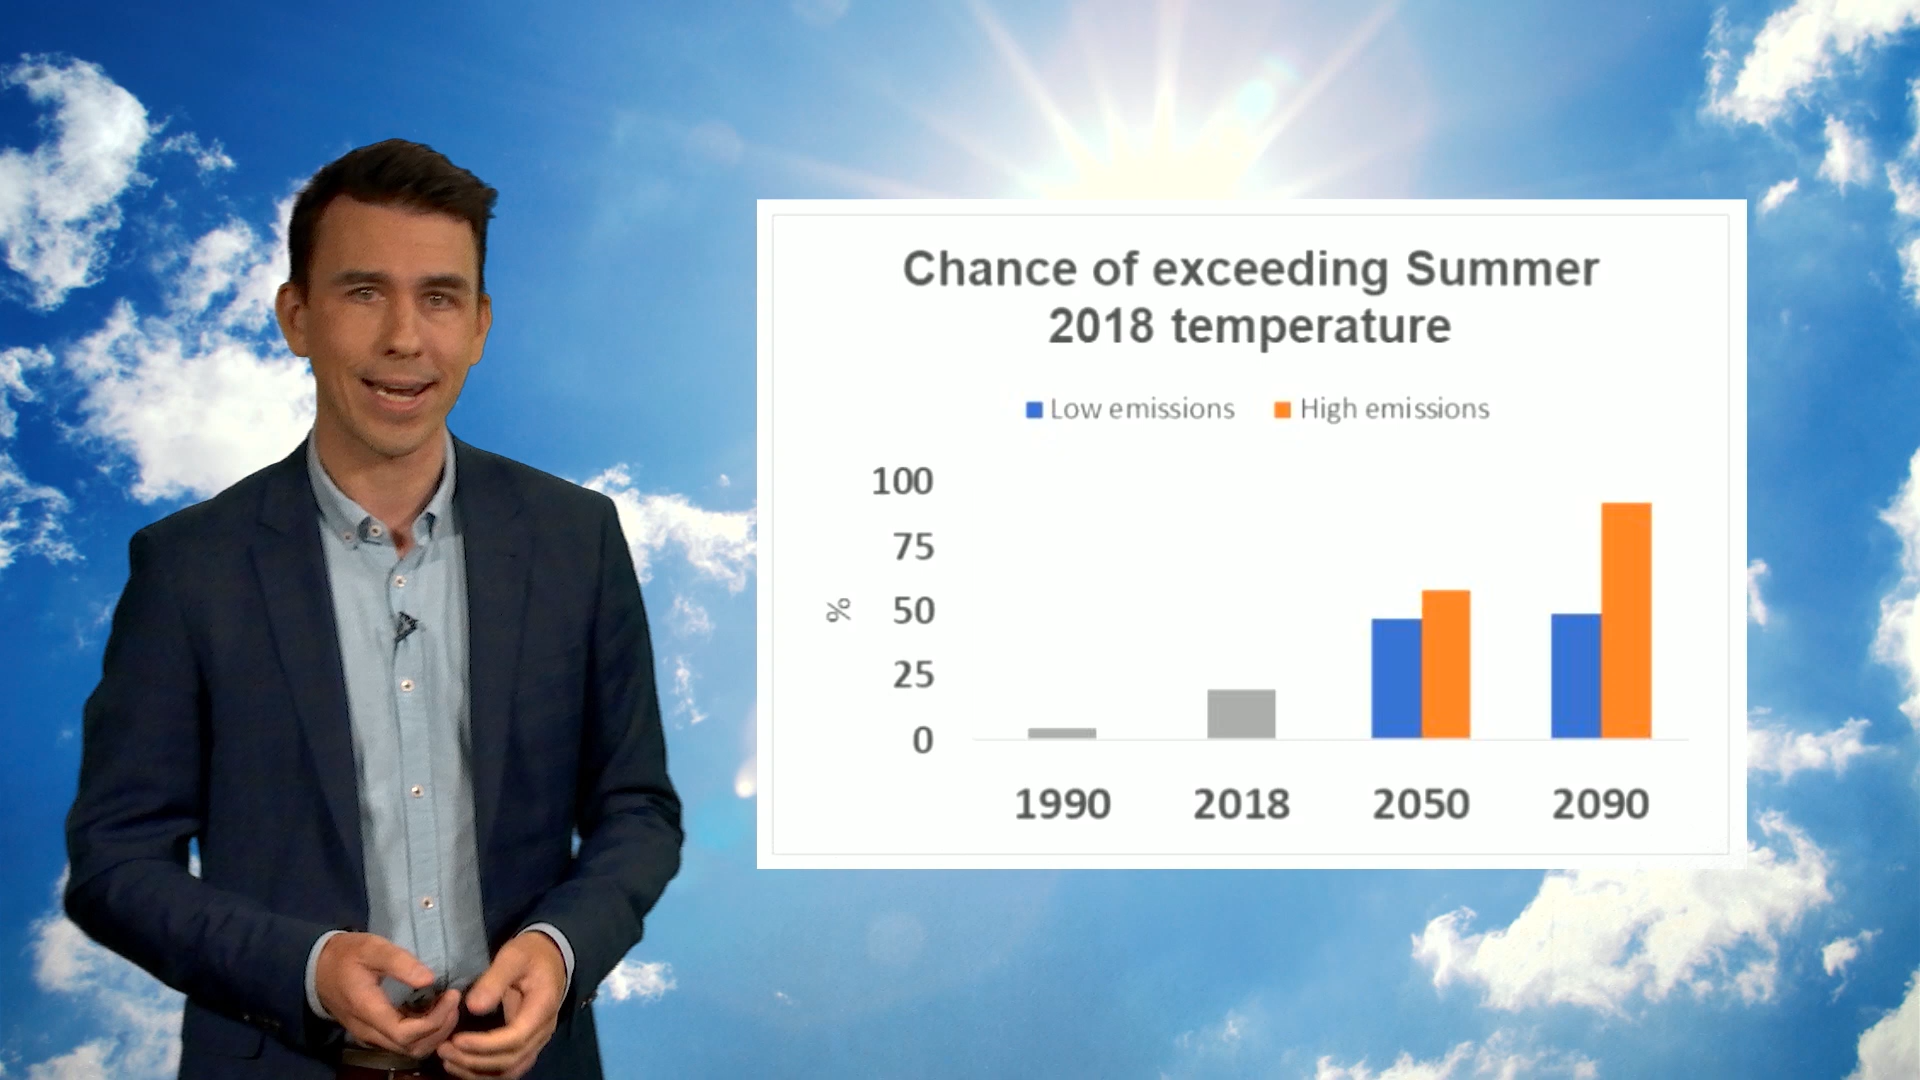 Chance of exceeding Summer
2018 temperature
Low emissions High emissions
100
75
50
25
0
%
1990 2018 2050 2090